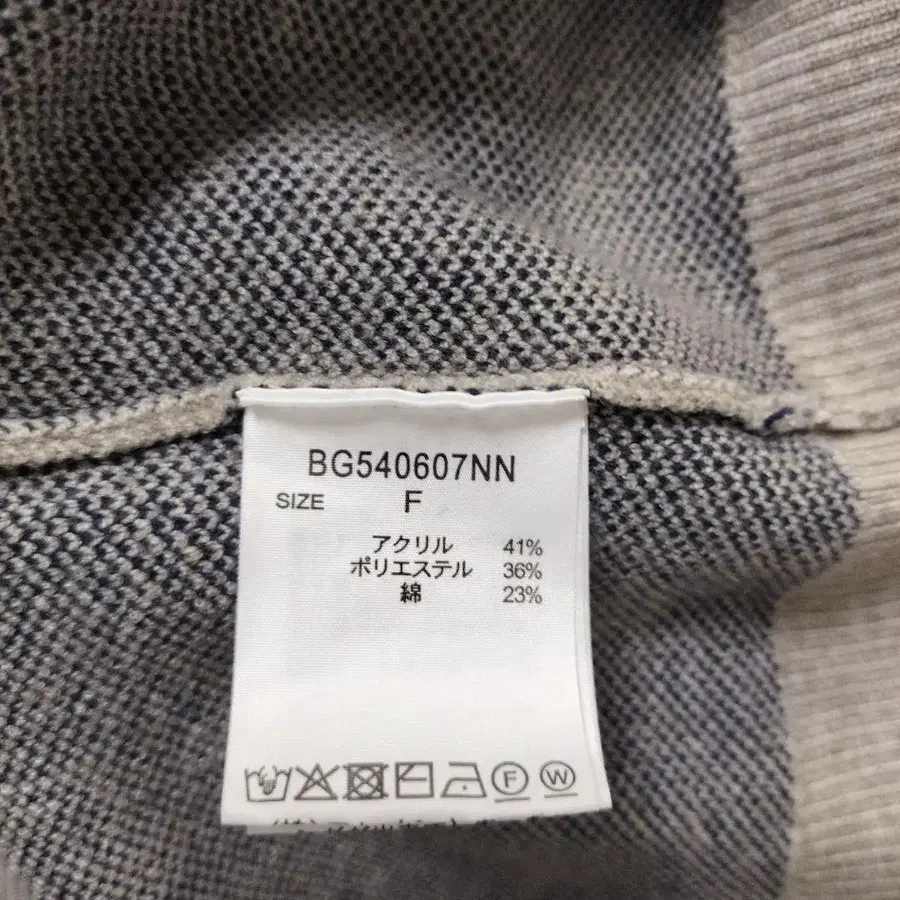 BG540607NN
SIZE F
アクリル 41%
ポリエステル 36%
綿 23%
F W